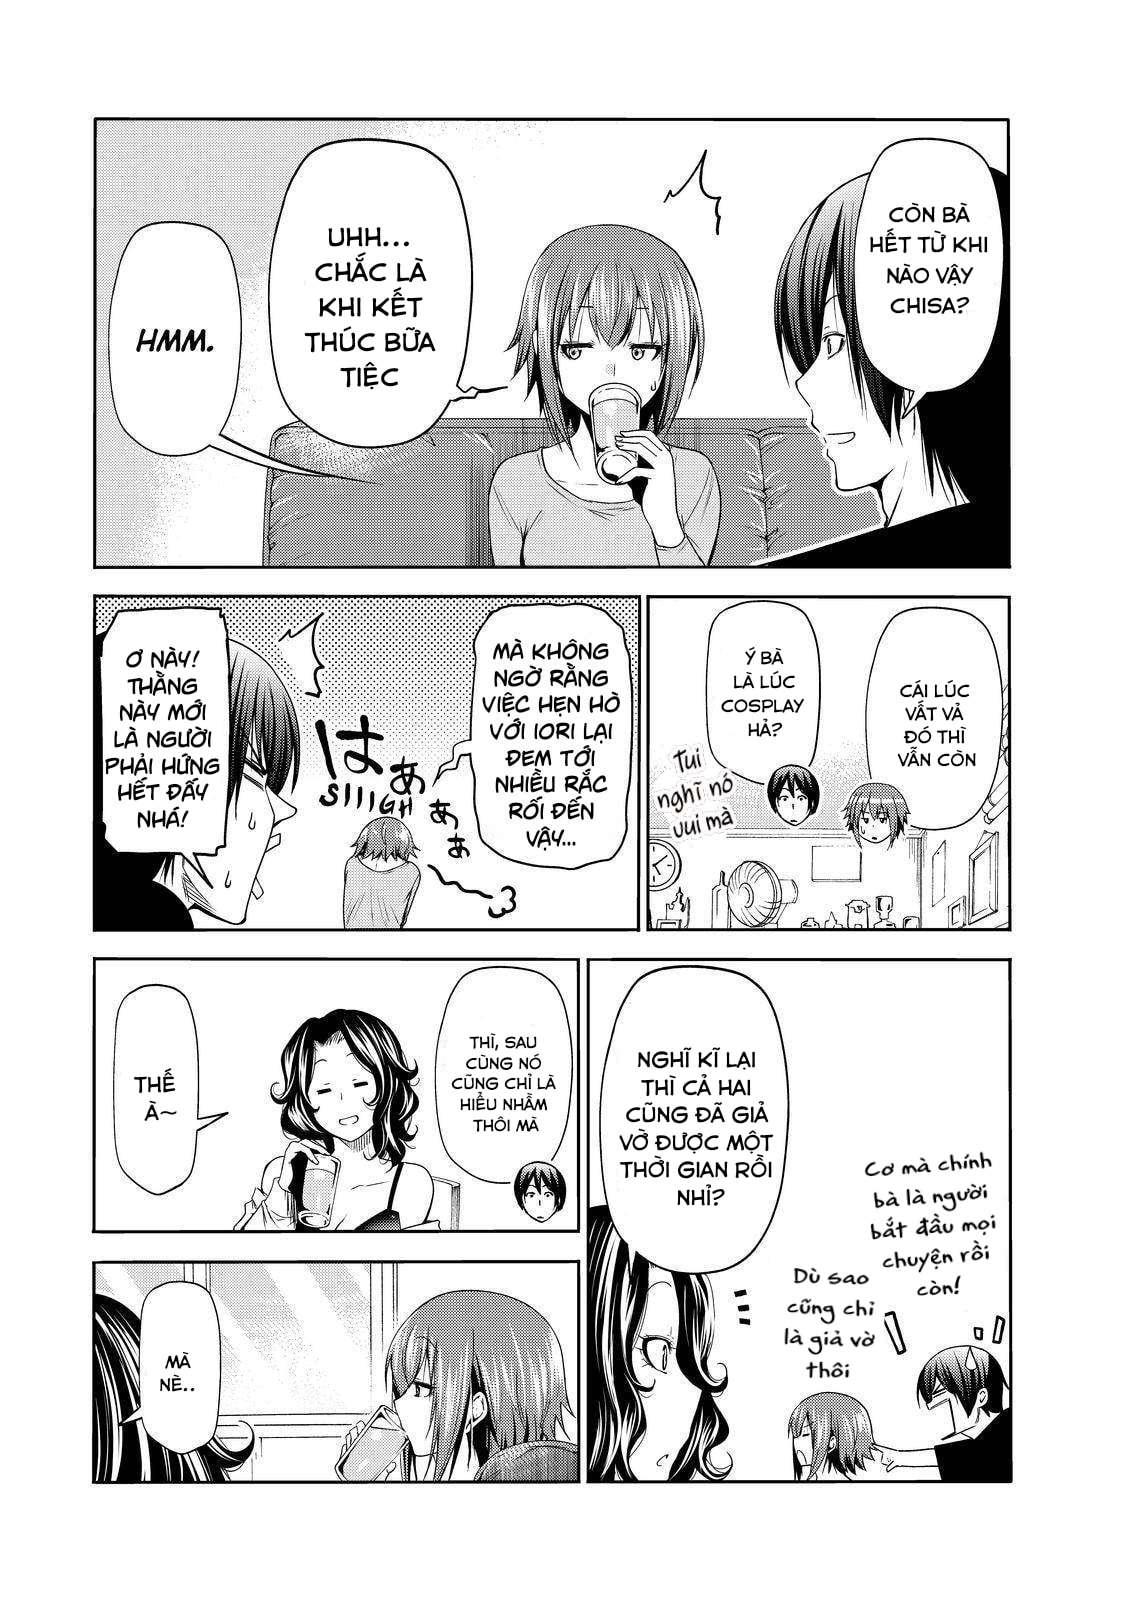 CÒN BÀ
HẾT TỪ KHI
NÀO VẬY
CHISA?
UHH...
CHẮC LÀ
KHI KẾT
THÚC BỮA
TIỆC
HMM.
CÁI LÚC
VẤT VẢ
ĐÓ THÌ
VẪN CÒN
Ý BÀ
LÀ LÚC
COSPLAY
HẢ?
Tui
nghĩ nó
vui mà
MÀ KHÔNG
NGỜ RẰNG
VIỆC HẸN HÒ
VỚI IORI LẠI
ĐEM TỚI
NHIỀU RẮC
RỐI ĐẾN
VẬY...
はぁぁぁ
SIIIIGH
Ơ NÀY!
THẰNG
NÀY MỚI
LÀ NGƯỜI
PHẢI HỨNG
HẾT ĐẤY
NHÁ!
NGHĨ KĨ LẠI
THÌ CẢ HAI
CŨNG ĐÃ GIẢ
VỜ ĐƯỢC MỘT
THỜI GIAN RỒI
NHỈ?
Cơ mà chính
bà là người
bắt đầu mọi
chuyện rồi
còn!
Dù sao
cũng chỉ
là giả vờ
thôi
THÌ, SAU
CÙNG NÓ
CŨNG CHỈ LÀ
HIỂU NHẦM
THÔI MÀ
THẾ
À~
MÀ
NÈ..